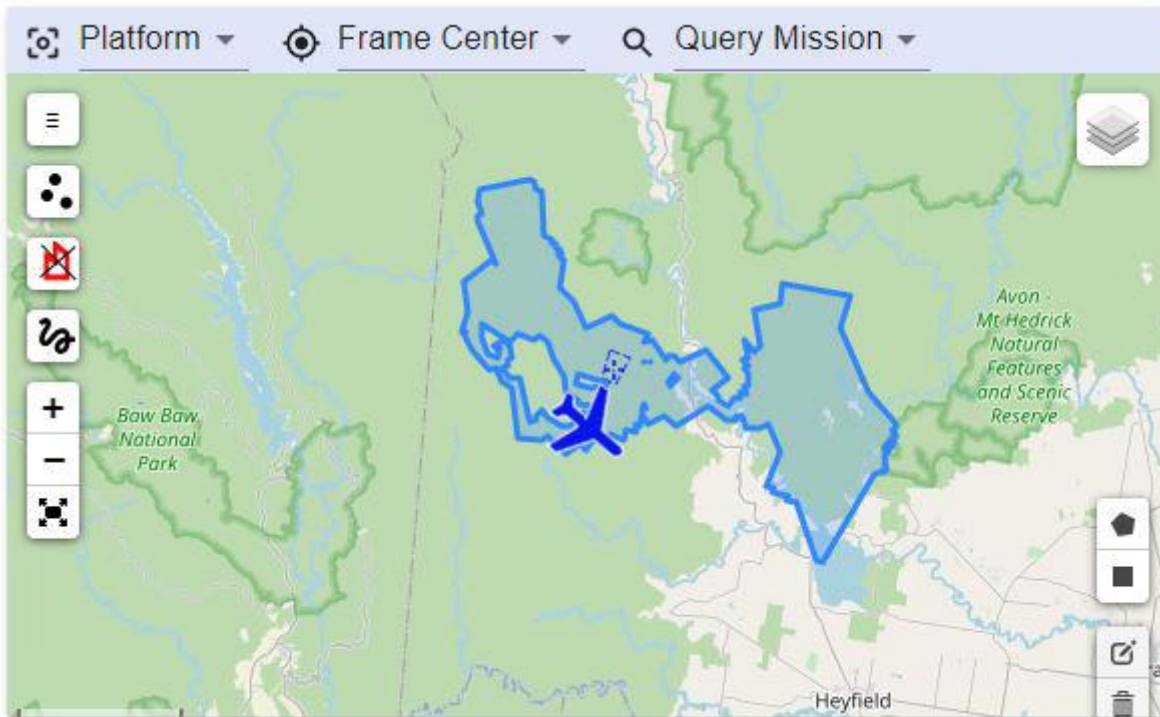 Platform
Frame Center
Query Mission
Avon -
Mt Hedrick
Natural
Features
and Scenic
Reserve
Baw Baw
National
Park
Heyfield